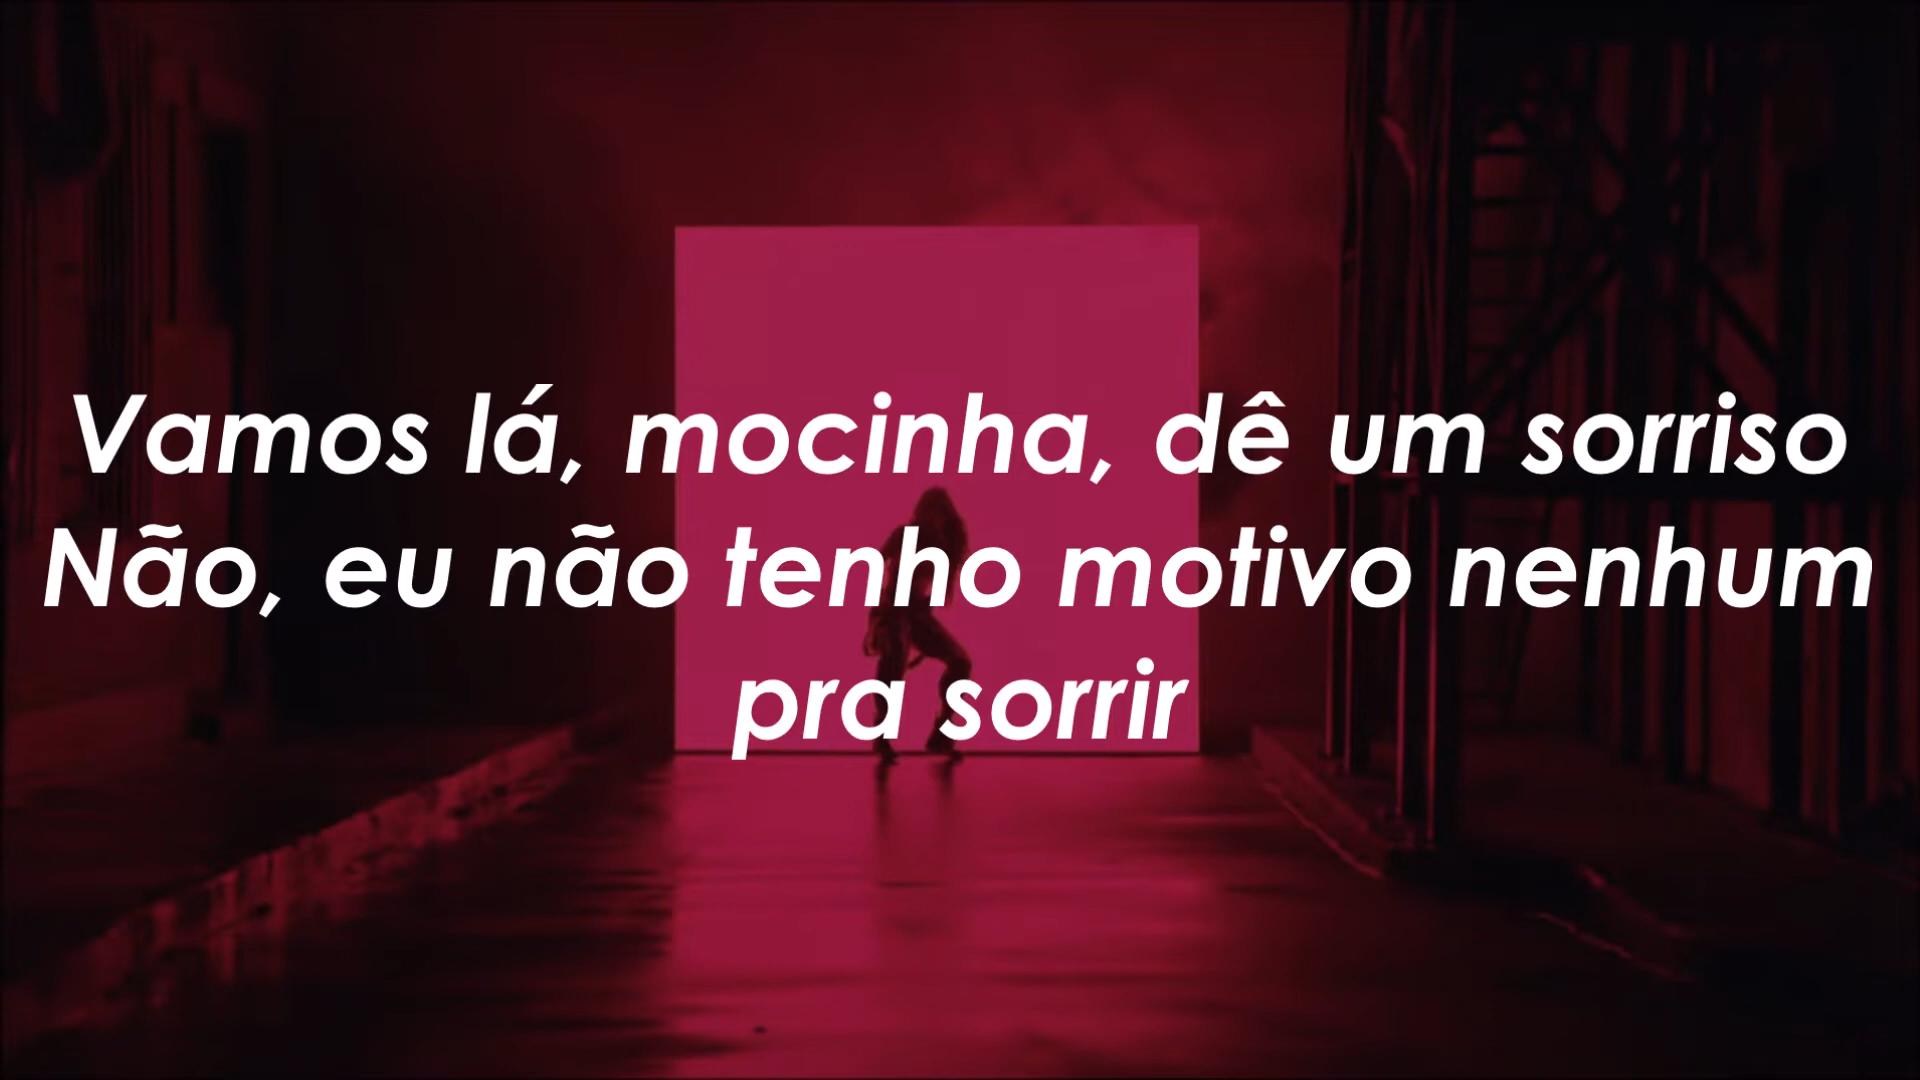 Vamos lá, mocinha, dê um sorriso
Não, eu não tenho motivo nenhum
pra sorrir